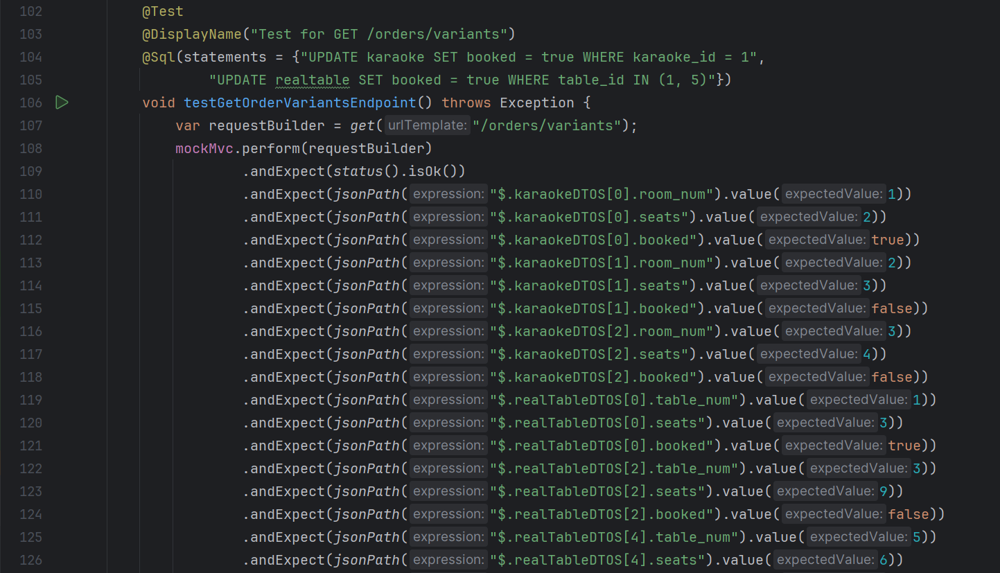 102 @Test
103 @DisplayName("Test for GET /orders/variants")
104 @Sql(statements = {"UPDATE karaoke SET booked = true WHERE karaoke_id = 1",
105 "UPDATE realtable SET booked = true WHERE table_id IN (1, 5)"})
106 void testGetOrderVariantsEndpoint() throws Exception {
107 var requestBuilder = get( urlTemplate: "/orders/variants");
108 mockMvc.perform(requestBuilder)
109 .andExpect(status().isOk())
110 .andExpect(jsonPath( expression: "$.karaokeDTOS[0].room_num").value( expectedValue: 1))
111 .andExpect(jsonPath( expression: "$.karaokeDTOS[0].seats").value( expectedValue: 2))
112 .andExpect(jsonPath( expression: "$.karaokeDTOS[0].booked").value( expectedValue: true))
113 .andExpect(jsonPath( expression: "$.karaokeDTOS[1].room_num").value( expectedValue: 2))
114 .andExpect(jsonPath( expression: "$.karaokeDTOS[1].seats").value( expectedValue: 3))
115 .andExpect(jsonPath( expression: "$.karaokeDTOS[1].booked").value( expectedValue: false))
116 .andExpect(jsonPath( expression: "$.karaokeDTOS[2].room_num").value( expectedValue: 3))
117 .andExpect(jsonPath( expression: "$.karaokeDTOS[2].seats").value( expectedValue: 4))
118 .andExpect(jsonPath( expression: "$.karaokeDTOS[2].booked").value( expectedValue: false))
119 .andExpect(jsonPath( expression: "$.realTableDTOS[0].table_num").value( expectedValue: 1))
120 .andExpect(jsonPath( expression: "$.realTableDTOS[0].seats").value( expectedValue: 3))
121 .andExpect(jsonPath( expression: "$.realTableDTOS[0].booked").value( expectedValue: true))
122 .andExpect(jsonPath( expression: "$.realTableDTOS[2].table_num").value( expectedValue: 3))
123 .andExpect(jsonPath( expression: "$.realTableDTOS[2].seats").value( expectedValue: 9))
124 .andExpect(jsonPath( expression: "$.realTableDTOS[2].booked").value( expectedValue: false))
125 .andExpect(jsonPath( expression: "$.realTableDTOS[4].table_num").value( expectedValue: 5))
126 .andExpect(jsonPath( expression: "$.realTableDTOS[4].seats").value( expectedValue: 6))